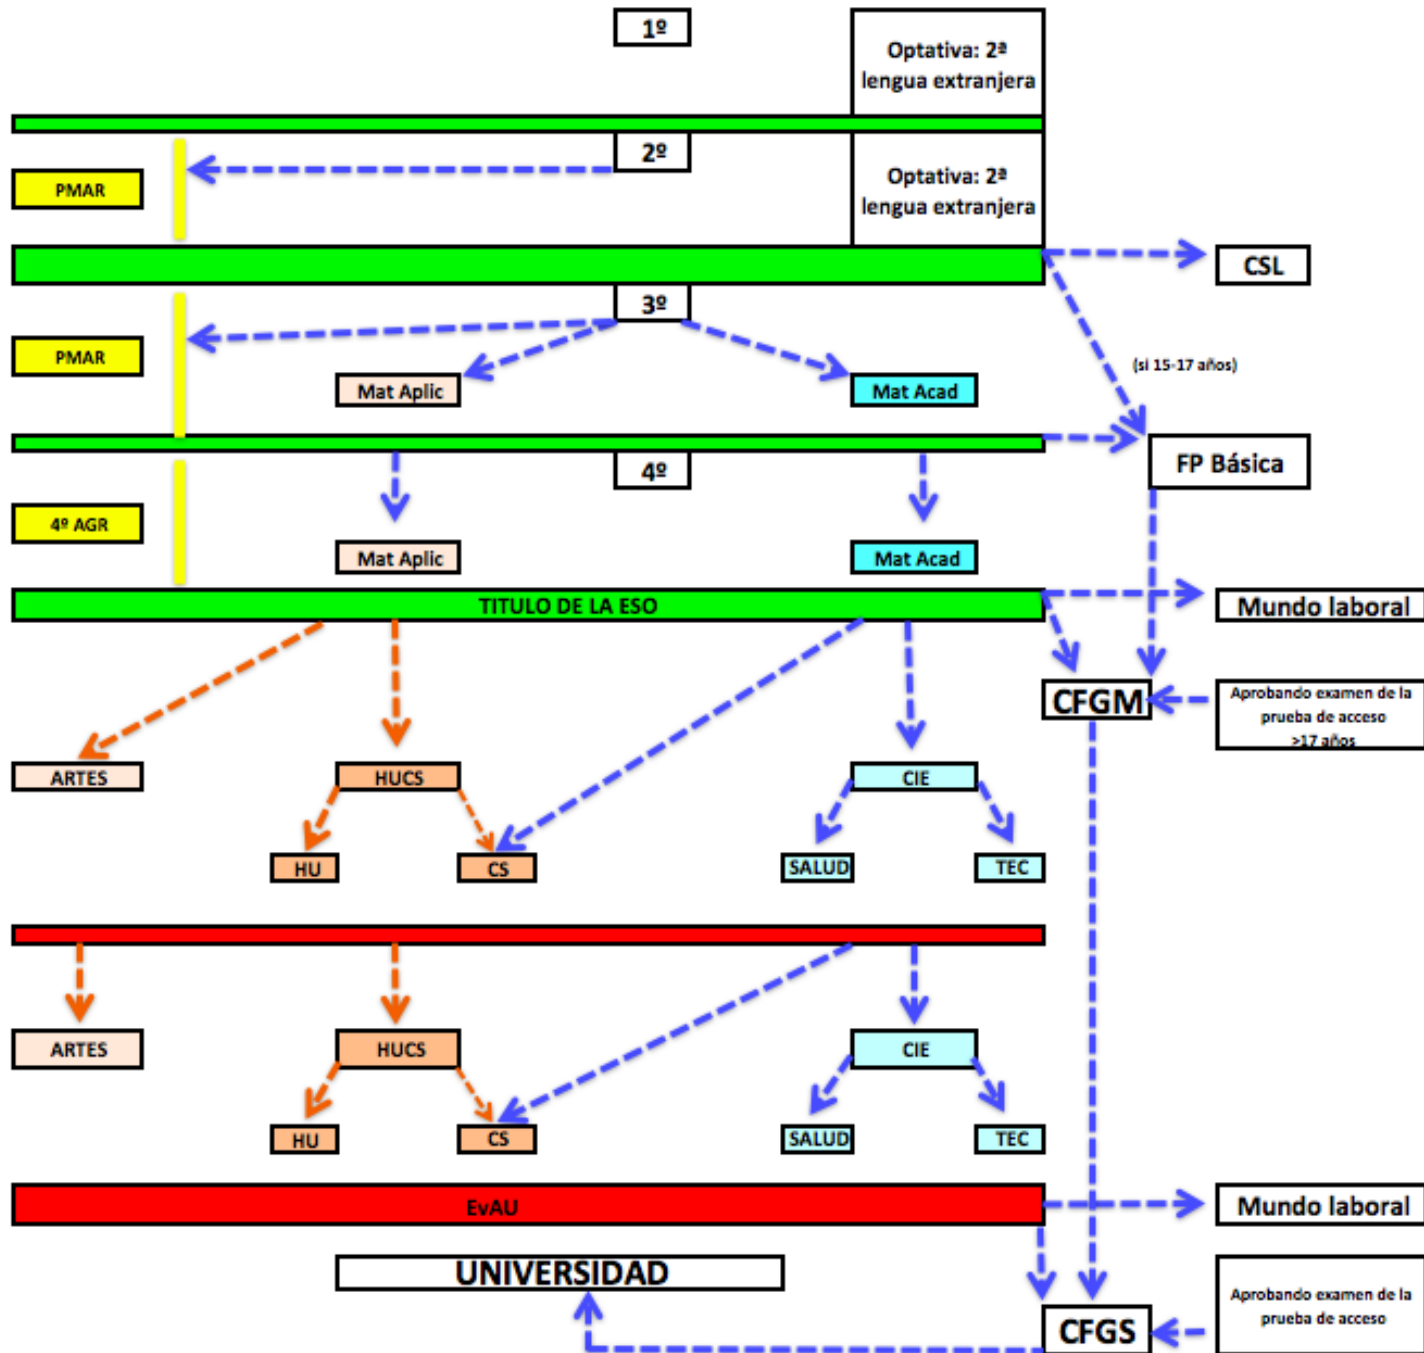 1º
Optativa: 2ª
lengua extranjera
2º
Optativa: 2ª
lengua extranjera
PMAR
CSL
3º
PMAR
(si 15-17 años)
Mat Aplic
Mat Acad
4º
FP Básica
4º AGR
Mat Aplic
Mat Acad
TITULO DE LA ESO
Mundo laboral
CFGM
Aprobando examen de la
prueba de acceso
>17 años
ARTES
HUCS
CIE
HU
CS
SALUD
TEC
ARTES
HUCS
CIE
HU
CS
SALUD
TEC
EvAU
Mundo laboral
UNIVERSIDAD
Aprobando examen de la
prueba de acceso
CFGS